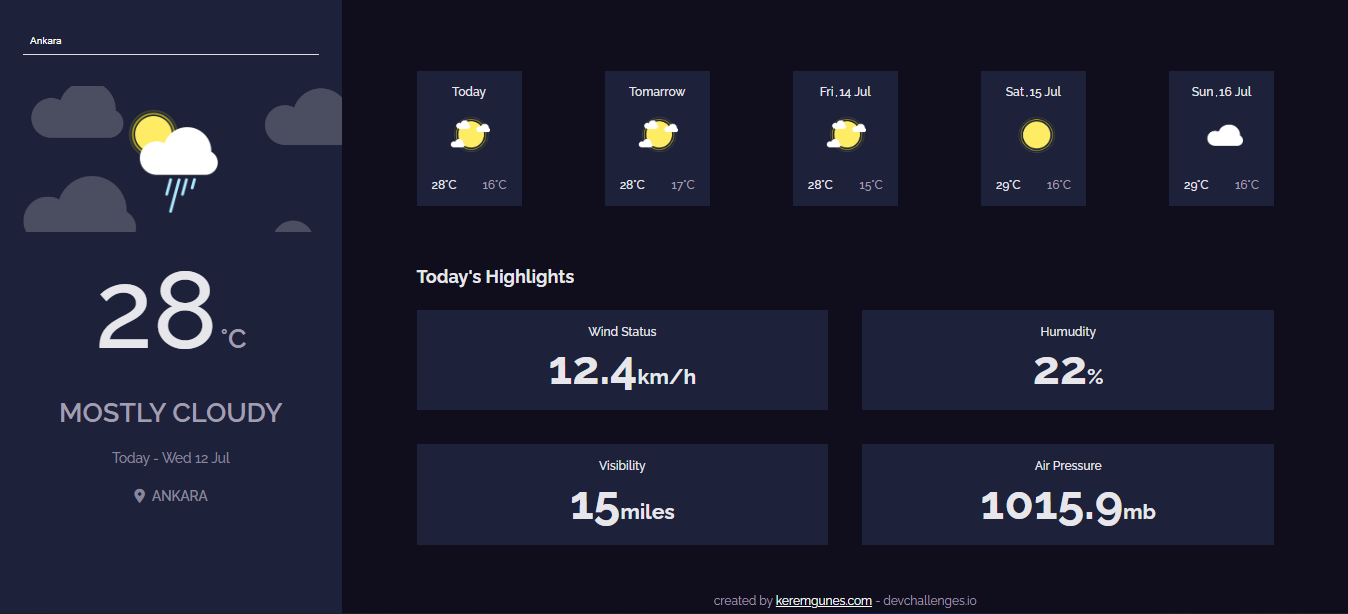 Ankara
28°C
MOSTLY CLOUDY
Today - Wed 12 Jul
ANKARA
Today
28°C 16°C
Tomarrow
28°C 17°C
Fri , 14 Jul
28°C 15°C
Sat , 15 Jul
29°C 16°C
Sun , 16 Jul
29°C 16°C
Today's Highlights
Wind Status
12.4km/h
Humudity
22%
Visibility
15miles
Air Pressure
1015.9mb
created by keremgunes.com - devchallenges.io